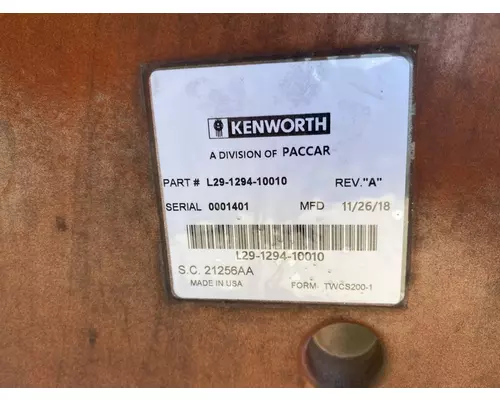 KENWORTH
A DIVISION OF PACCAR
PART # L29-1294-10010 REV."A"
SERIAL 0001401 MFD 11/26/18
L29-1294-10010
S.C. 21256AA
MADE IN USA FORM- TWCS200-1